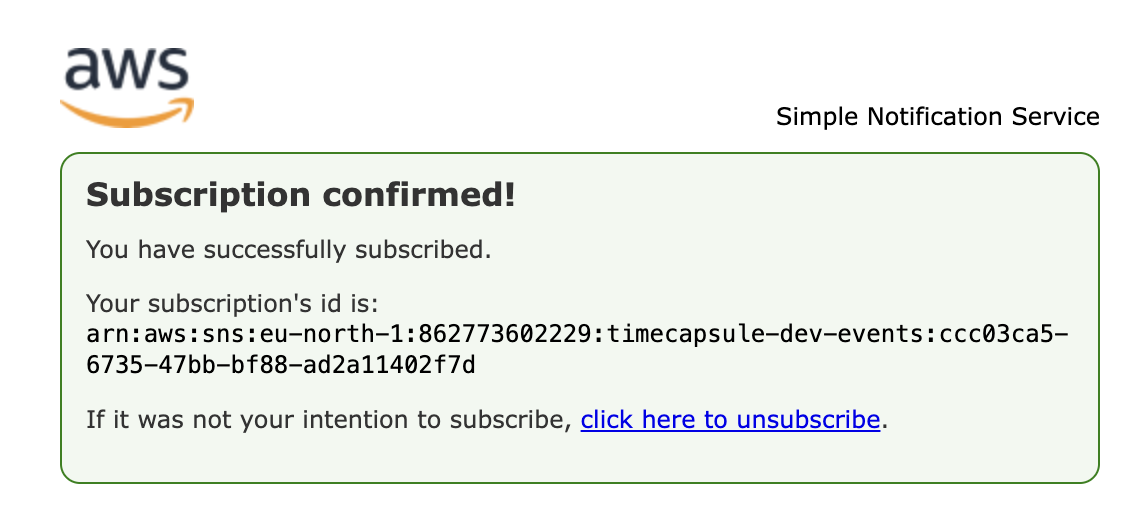 aws
Simple Notification Service
Subscription confirmed!
You have successfully subscribed.
Your subscription's id is:
arn:aws:sns:eu-north-1:862773602229:timecapsule-dev-events:ccc03ca5-
6735-47bb-bf88-ad2a11402f7d
If it was not your intention to subscribe, click here to unsubscribe.